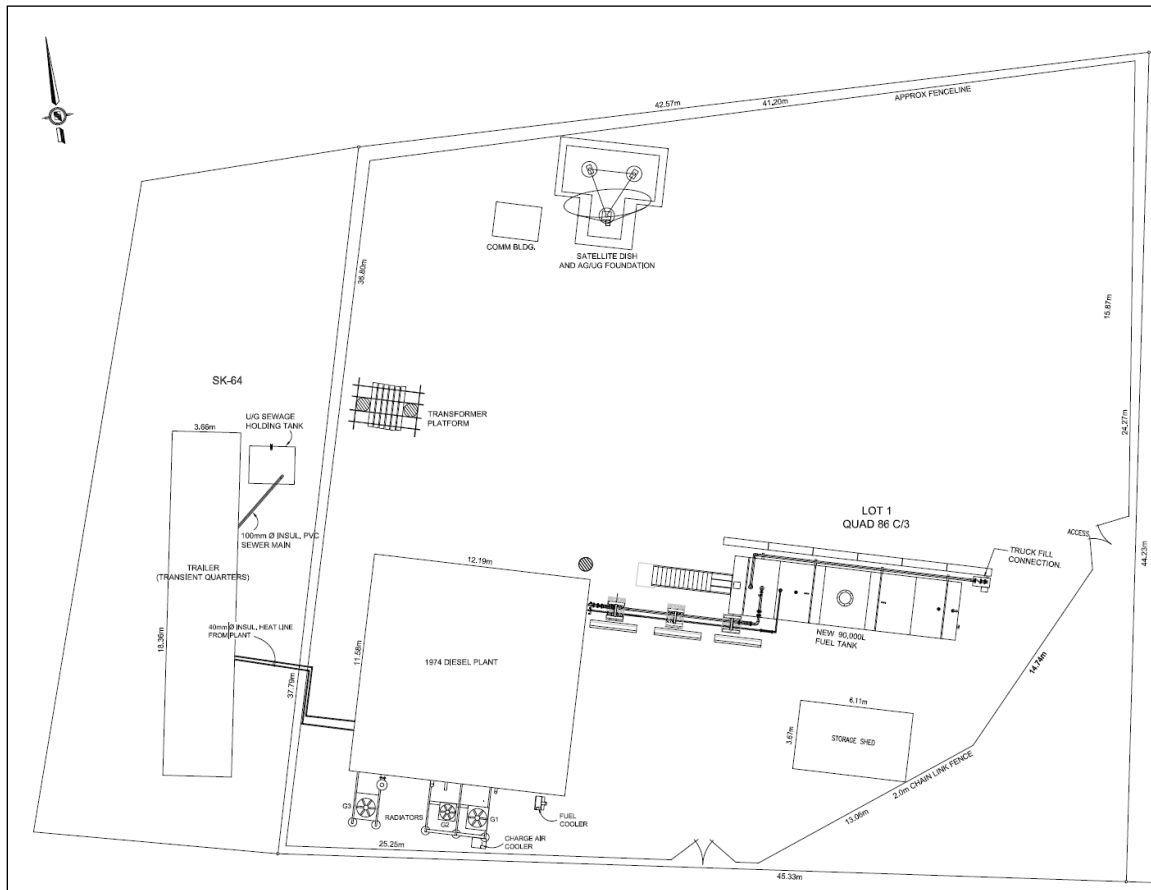 42.57m
41.20m
APPROX FENCELINE
COMM BLDG.
SATELLITE DISH
AND AG/UG FOUNDATION
36.80m
15.87m
SK-64
3.66m
U/G SEWAGE
HOLDING TANK
TRANSFORMER
PLATFORM
24.27m
LOT 1
QUAD 86 C/3
ACCESS
44.23m
100mm Ø INSUL, PVC
SEWER MAIN
TRUCK FILL
CONNECTION.
12.19m
TRAILER
(TRANSIENT QUARTERS)
40mm Ø INSUL, HEAT LINE
FROM PLANT
18.36m
11.58m
1974 DIESEL PLANT
NEW 90,000L
FUEL TANK
14.74m
37.79m
6.11m
3.67m
STORAGE SHED
2.0m CHAIN LINK FENCE
G3
RADIATORS
G2
G1
FUEL
COOLER
13.06m
CHARGE AIR
COOLER
25.25m
45.33m